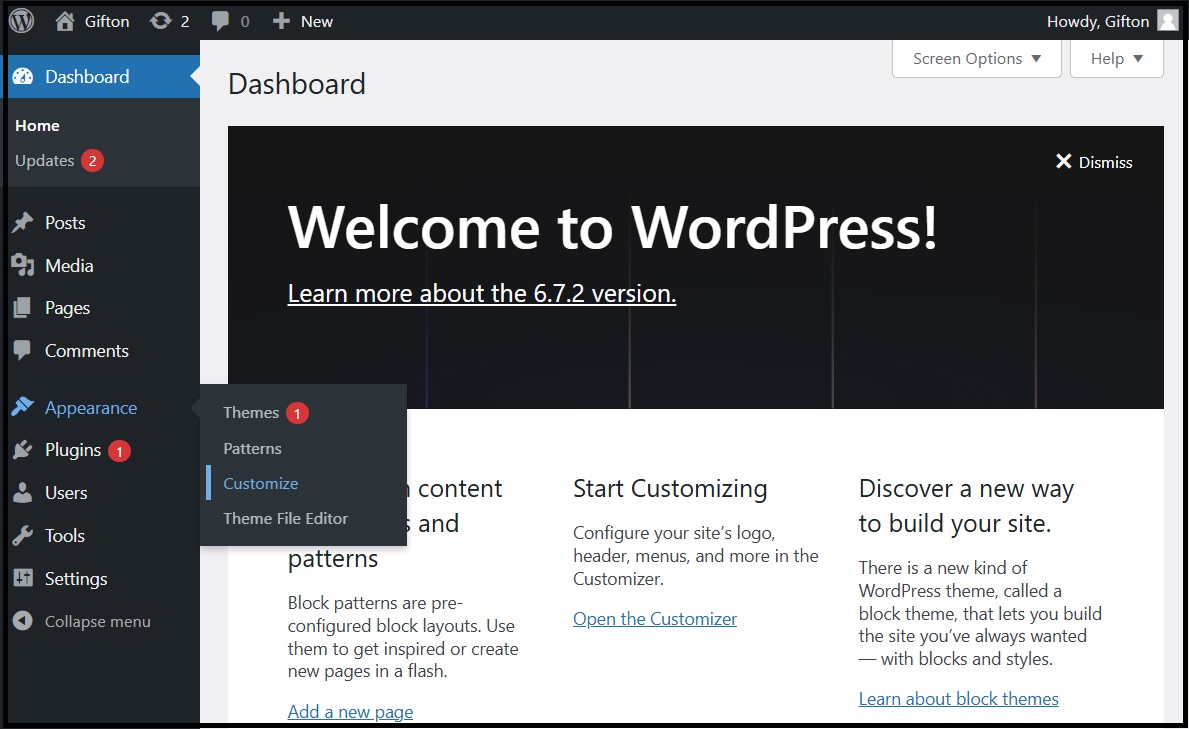 Gifton 2 0 New Howdy, Gifton
Screen Options Help
Dashboard
Home
Updates 2
Posts
Media
Pages
Comments
Appearance
Plugins 1
Users
Tools
Settings
Collapse menu
Themes 1
Patterns
Customize
Theme File Editor
Dashboard
Dismiss
Welcome to WordPress!
Learn more about the 6.7.2 version.
content
and
patterns
Block patterns are pre-
configured block layouts. Use
them to get inspired or create
new pages in a flash.
Add a new page
Start Customizing
Configure your site’s logo,
header, menus, and more in the
Customizer.
Open the Customizer
Discover a new way
to build your site.
There is a new kind of
WordPress theme, called a
block theme, that lets you build
the site you’ve always wanted
— with blocks and styles.
Learn about block themes